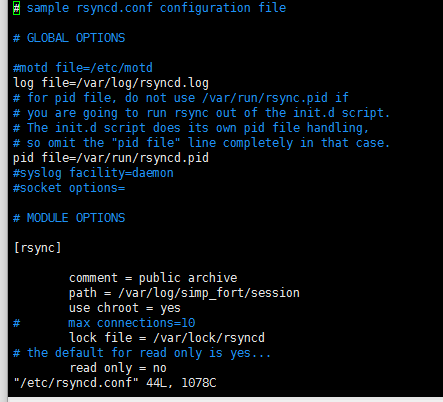 # sample rsyncd.conf configuration file
# GLOBAL OPTIONS
#motd file=/etc/motd
log file=/var/log/rsyncd.log
# for pid file, do not use /var/run/rsync.pid if
# you are going to run rsync out of the init.d script.
# The init.d script does its own pid file handling,
# so omit the "pid file" line completely in that case.
pid file=/var/run/rsyncd.pid
#syslog facility=daemon
#socket options=
# MODULE OPTIONS
[rsync]
comment = public archive
path = /var/log/simp_fort/session
use chroot = yes
# max connections=10
lock file = /var/lock/rsyncd
# the default for read only is yes...
read only = no
"/etc/rsyncd.conf" 44L, 1078C